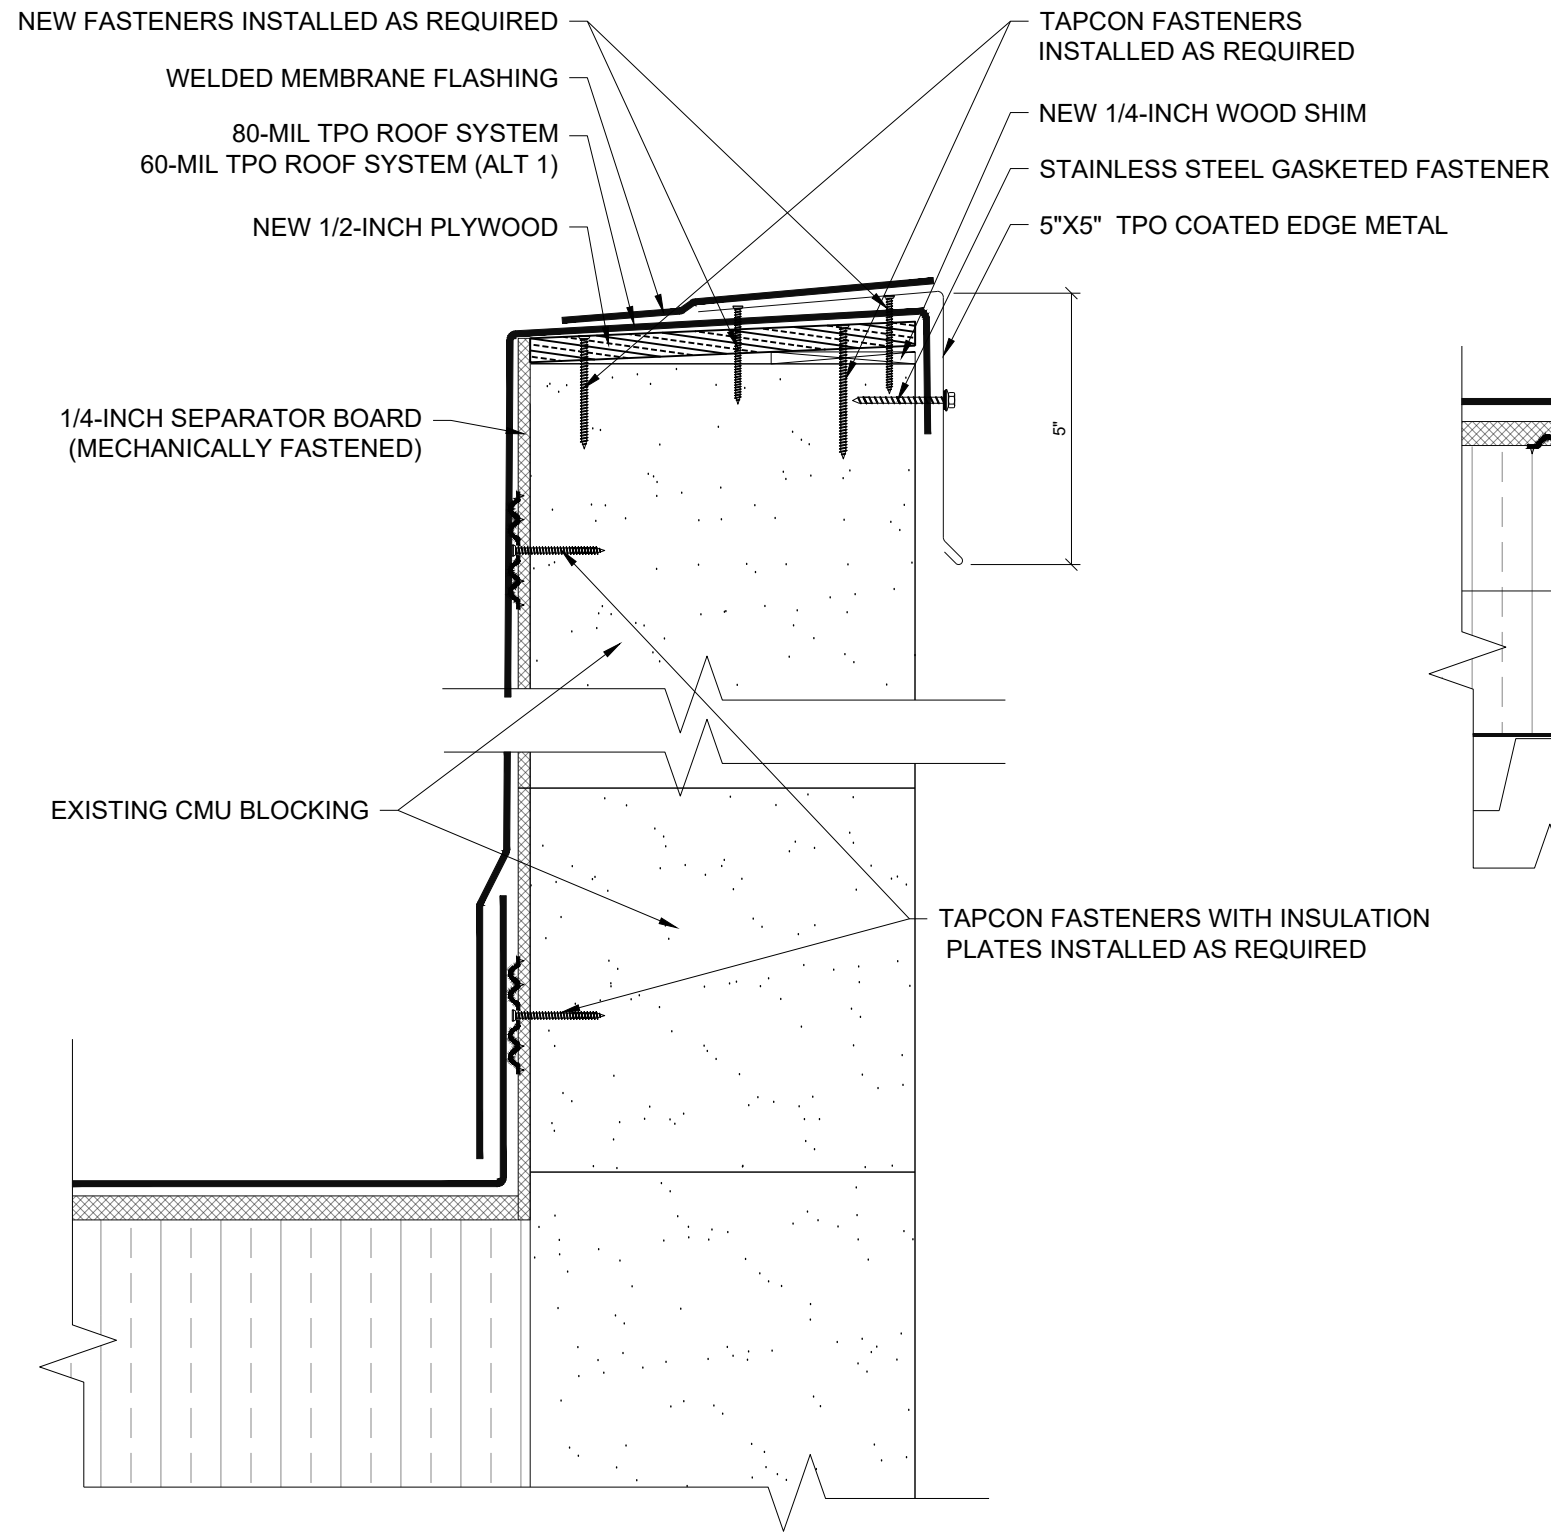 NEW FASTENERS INSTALLED AS REQUIRED
WELDED MEMBRANE FLASHING
80-MIL TPO ROOF SYSTEM
60-MIL TPO ROOF SYSTEM (ALT 1)
NEW 1/2-INCH PLYWOOD
TAPCON FASTENERS
INSTALLED AS REQUIRED
NEW 1/4-INCH WOOD SHIM
STAINLESS STEEL GASKETED FASTENER
5"X5" TPO COATED EDGE METAL
5"
1/4-INCH SEPARATOR BOARD
(MECHANICALLY FASTENED)
EXISTING CMU BLOCKING
TAPCON FASTENERS WITH INSULATION
PLATES INSTALLED AS REQUIRED